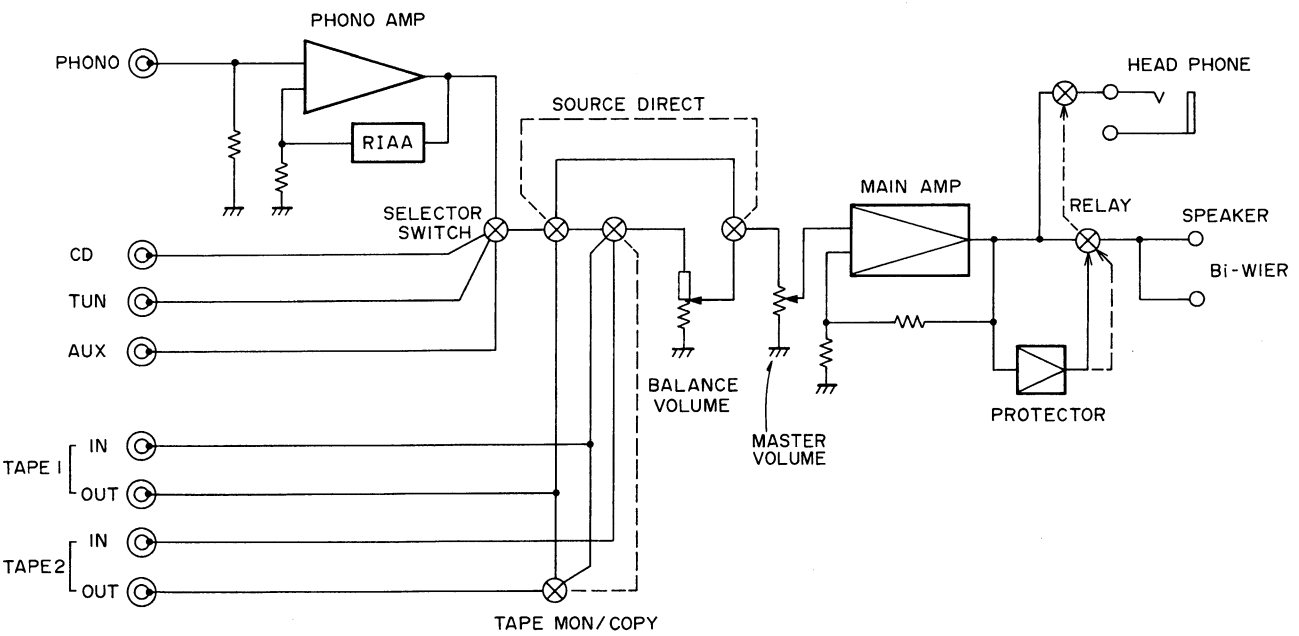 PHONO AMP
PHONO
RIAA
SOURCE DIRECT
HEAD PHONE
SELECTOR
SWITCH
MAIN AMP
RELAY
SPEAKER
Bi-WIER
CD
TUN
AUX
BALANCE
VOLUME
MASTER
VOLUME
PROTECTOR
TAPE 1
IN
OUT
TAPE2
IN
OUT
TAPE MON/COPY